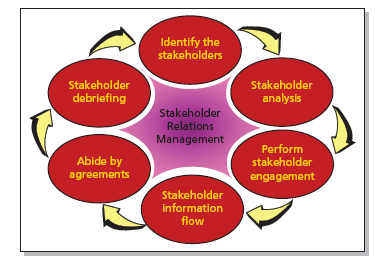 Identify the
stakeholders
Stakeholder
analysis
Perform
stakeholder
engagement
Stakeholder
information
flow
Abide by
agreements
Stakeholder
debriefing
Stakeholder
Relations
Management